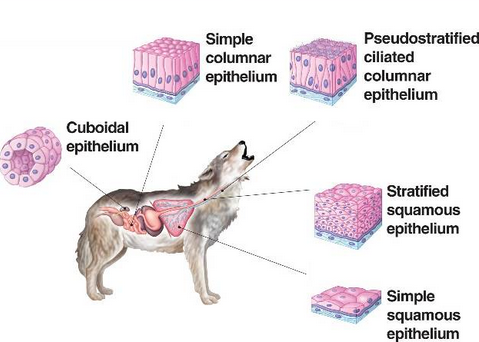 Simple
columnar
epithelium
Pseudostratified
ciliated
columnar
epithelium
Cuboidal
epithelium
Stratified
squamous
epithelium
Simple
squamous
epithelium